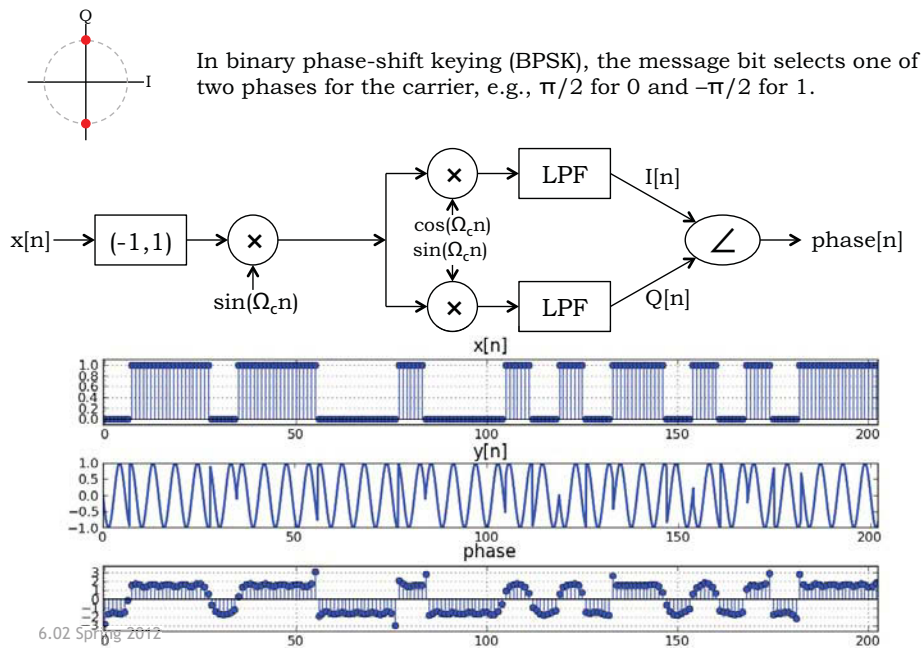 Q
I
In binary phase-shift keying (BPSK), the message bit selects one of
two phases for the carrier, e.g., π/2 for 0 and –π/2 for 1.
x[n]
(-1,1)
×
sin(Ωcn)
×
LPF
I[n]
cos(Ωcn)
sin(Ωcn)
∠
phase[n]
×
LPF
Q[n]
x[n]
1.0
0.8
0.6
0.4
0.2
0.0
0 50 100 150 200
y[n]
1.0
0.5
0.0
−0.5
−1.0
0 50 100 150 200
phase
3
2
1
0
−1
−2
−3
0 50 100 150 200
6.02 Spring 2012